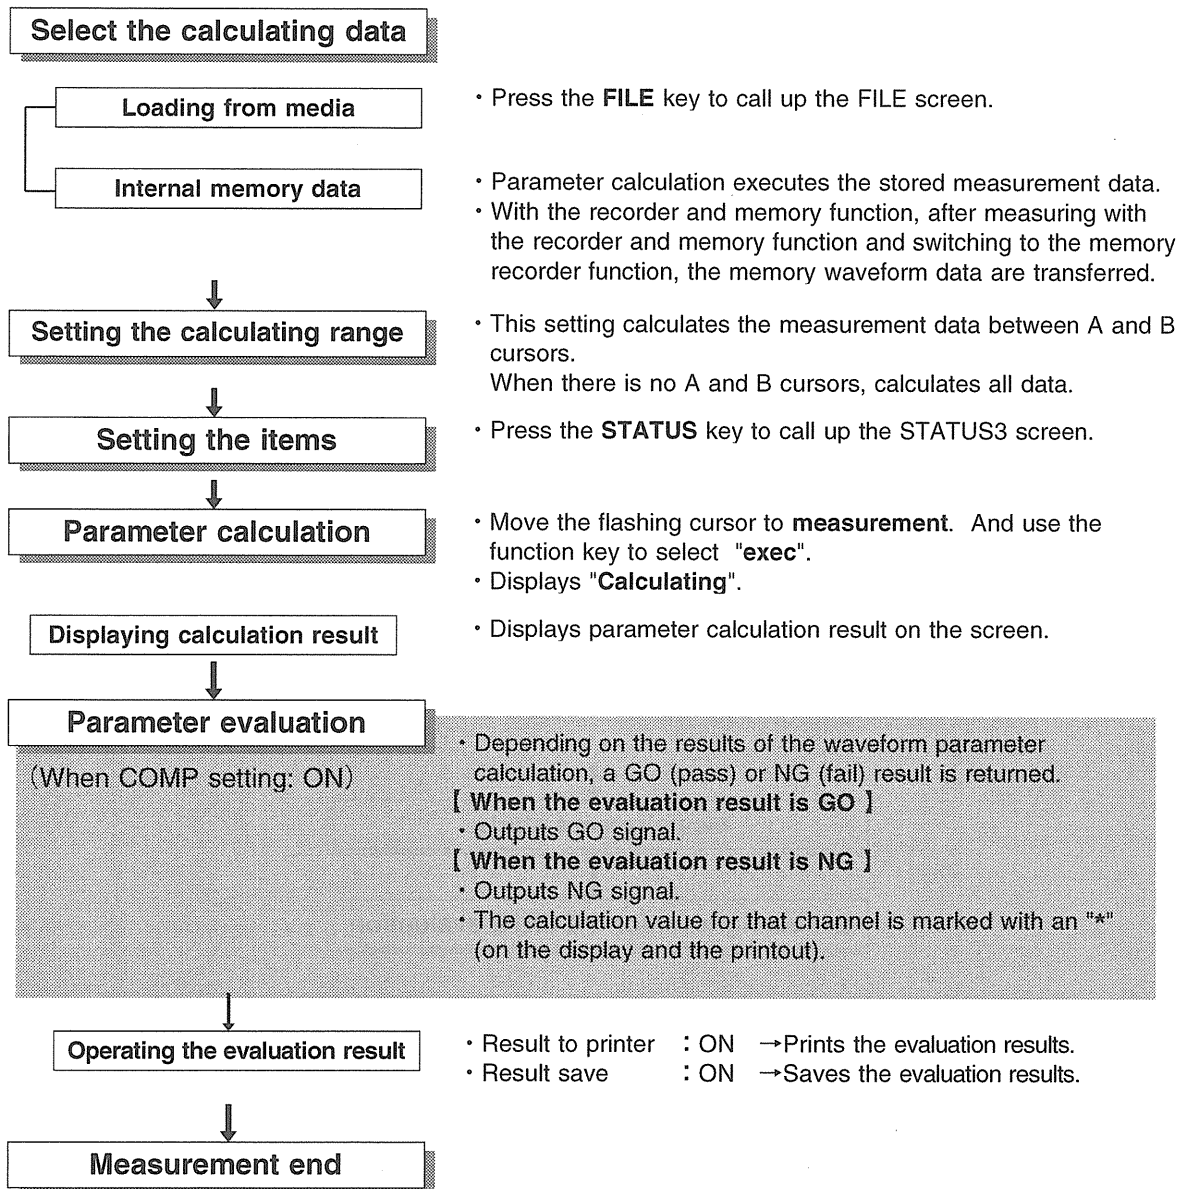 Select the calculating data
Loading from media
・Press the FILE key to call up the FILE screen.
Internal memory data
・Parameter calculation executes the stored measurement data.
・With the recorder and memory function, after measuring with
the recorder and memory function and switching to the memory
recorder function, the memory waveform data are transferred.
Setting the calculating range
・This setting calculates the measurement data between A and B
cursors.
When there is no A and B cursors, calculates all data.
Setting the items
・Press the STATUS key to call up the STATUS3 screen.
Parameter calculation
・Move the flashing cursor to measurement. And use the
function key to select "exec".
・Displays "Calculating".
Displaying calculation result
・Displays parameter calculation result on the screen.
Parameter evaluation
(When COMP setting: ON)
・Depending on the results of the waveform parameter
calculation, a GO (pass) or NG (fail) result is returned.
【 When the evaluation result is GO 】
・Outputs GO signal.
【 When the evaluation result is NG 】
・Outputs NG signal.
・The calculation value for that channel is marked with an "*"
(on the display and the printout).
Operating the evaluation result
・Result to printer : ON →Prints the evaluation results.
・Result save : ON →Saves the evaluation results.
Measurement end